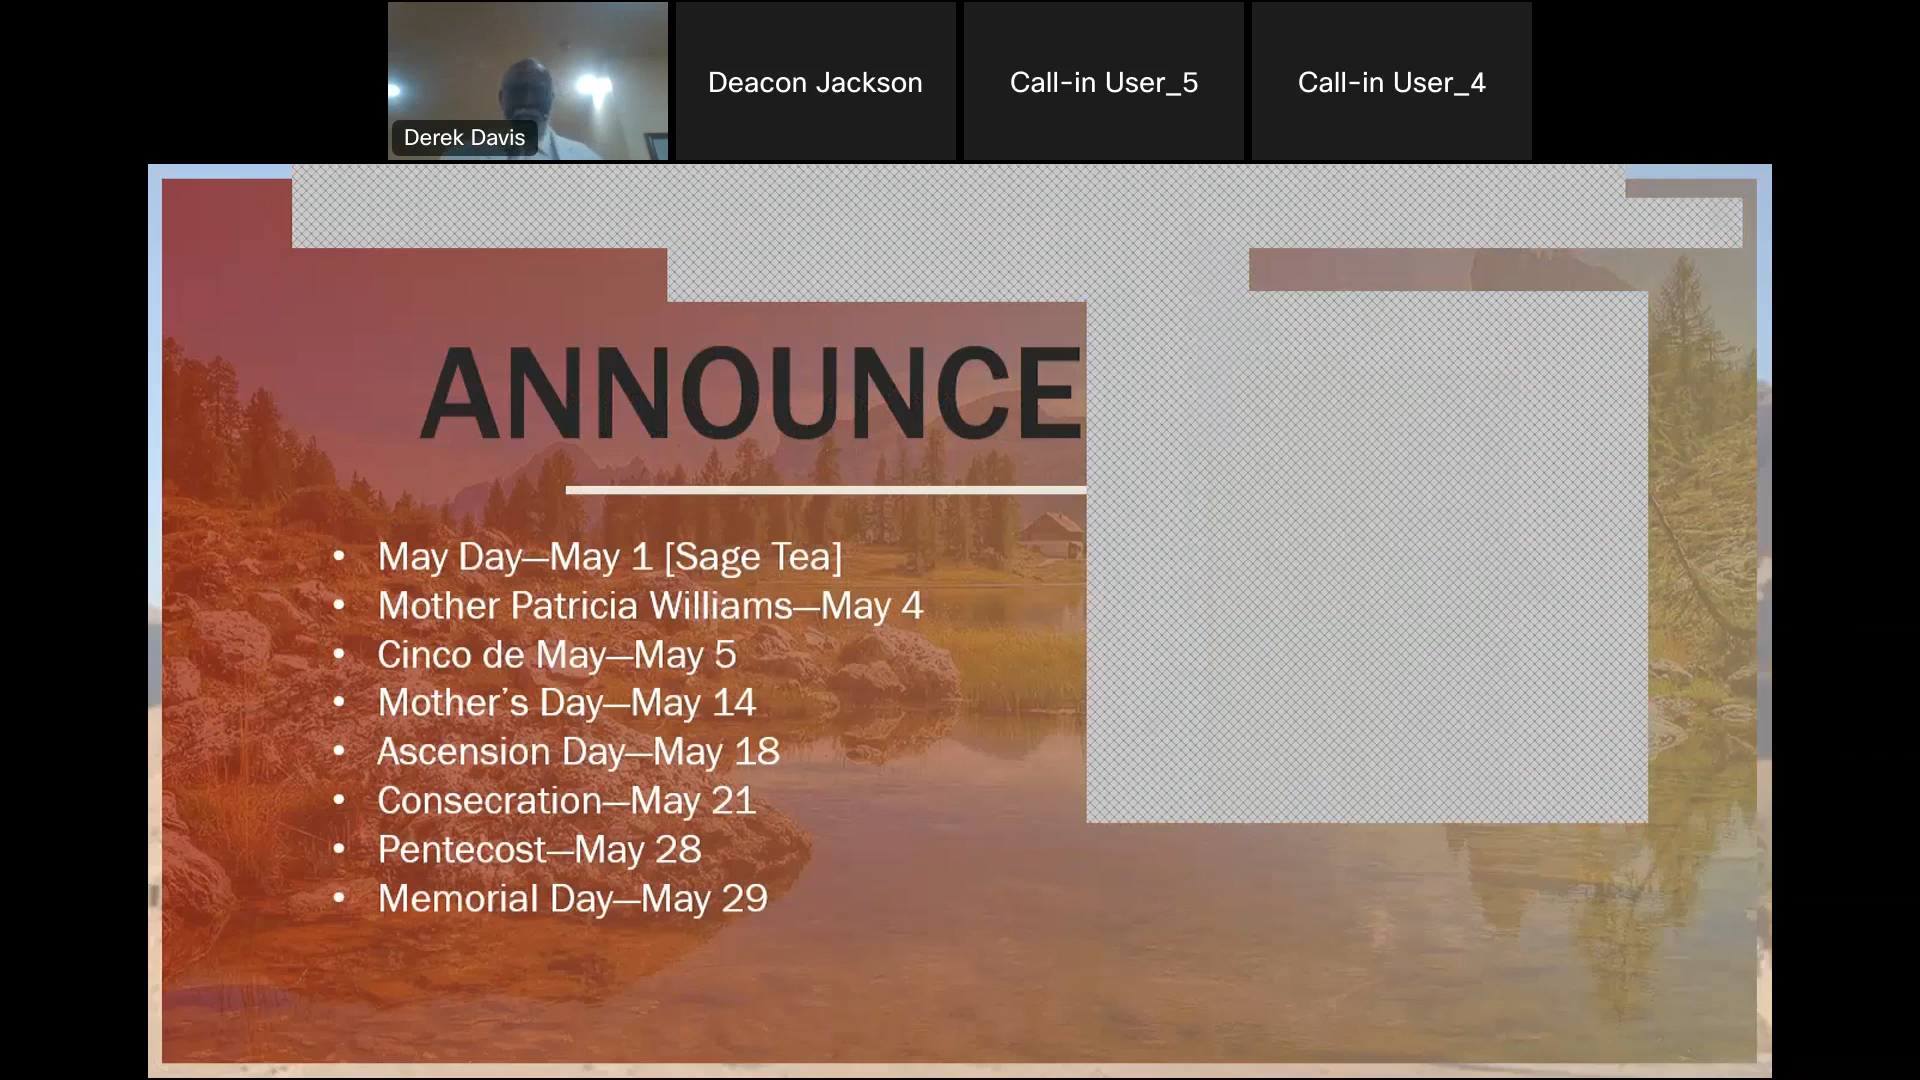 Derek Davis
Deacon Jackson
Call-in User_5
Call-in User_4
ANNOUNCE
• May Day—May 1 [Sage Tea]
• Mother Patricia Williams—May 4
• Cinco de May—May 5
• Mother’s Day—May 14
• Ascension Day—May 18
• Consecration—May 21
• Pentecost—May 28
• Memorial Day—May 29